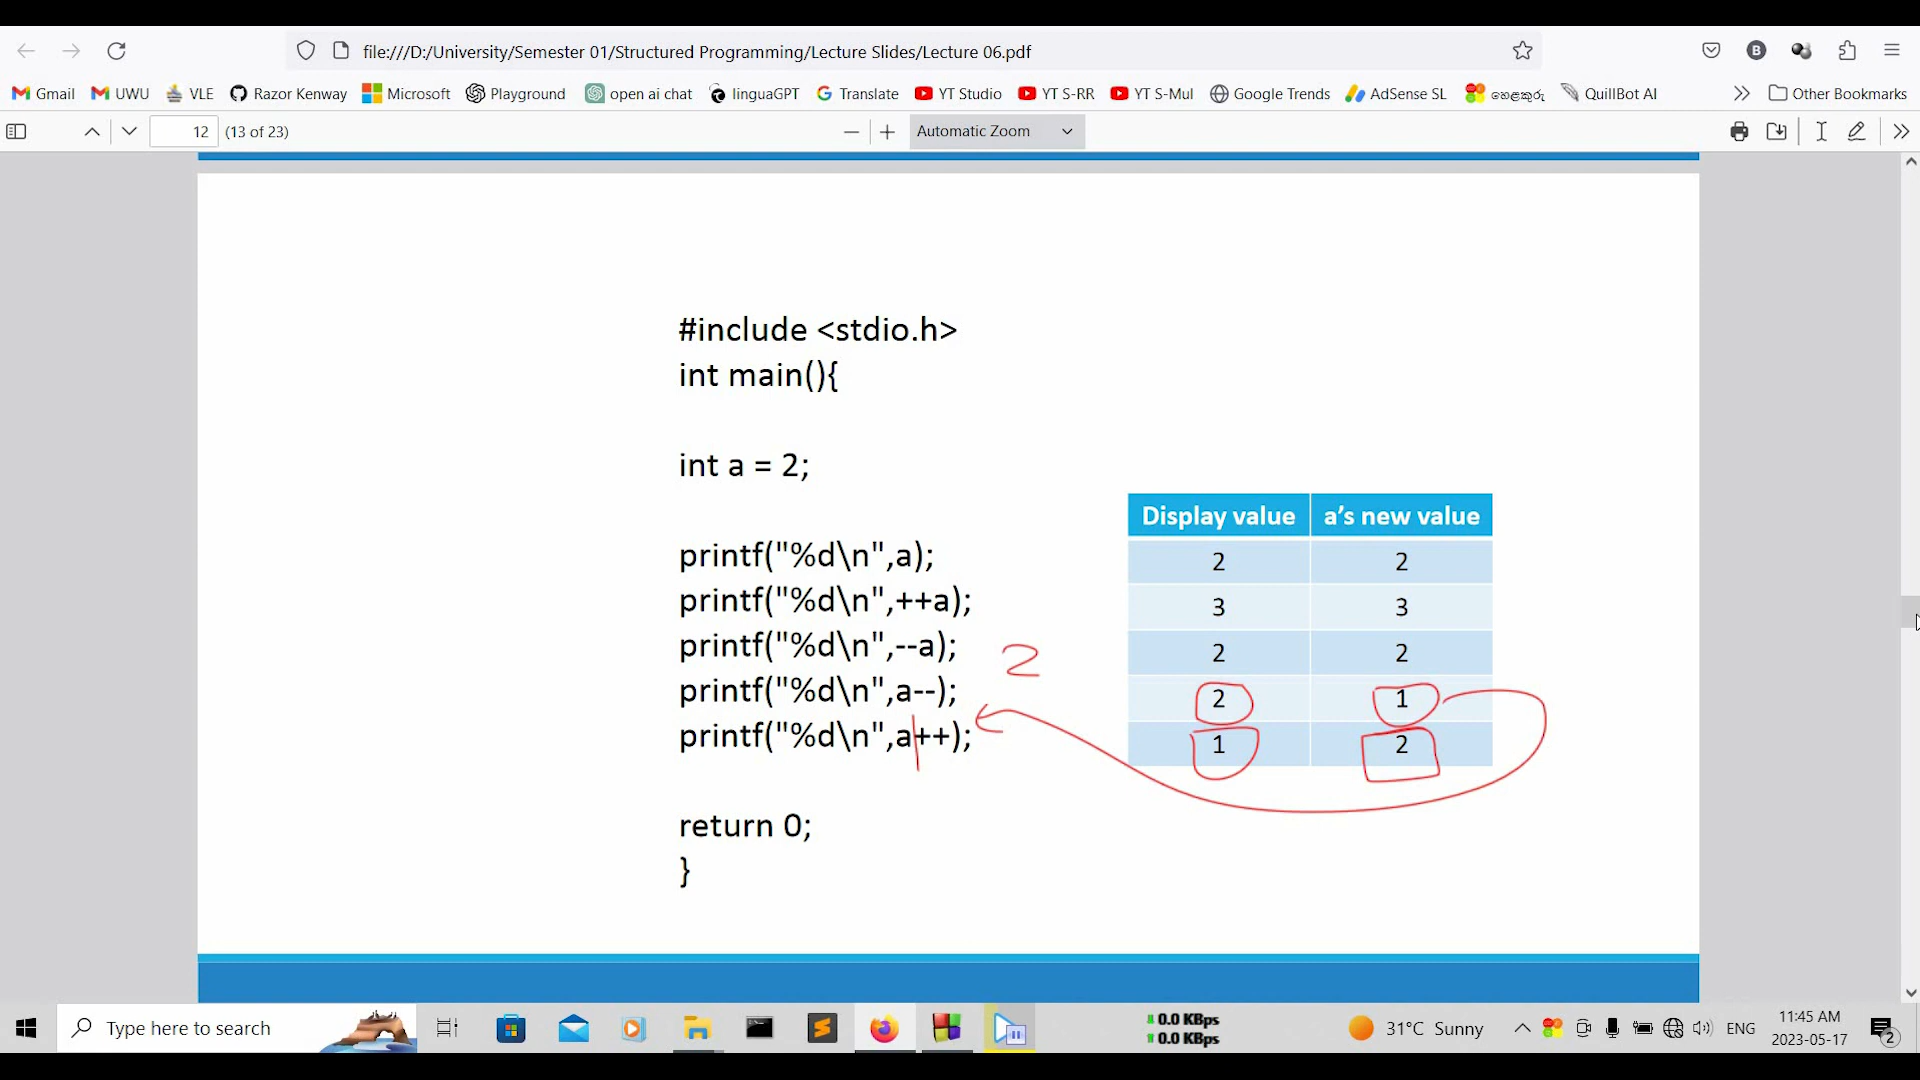 file:///D:/University/Semester 01/Structured Programming/Lecture Slides/Lecture 06.pdf
B
Gmail UWU VLE Razor Kenway Microsoft Playground open ai chat linguaGPT Translate YT Studio YT S-RR YT S-Mul Google Trends AdSense SL හෙළකුරු QuillBot AI Other Bookmarks
12 (13 of 23) Automatic Zoom
#include <stdio.h>
int main(){
int a = 2;
printf("%d\n",a);
printf("%d\n",++a);
printf("%d\n",--a);
printf("%d\n",a--);
printf("%d\n",a++);
return 0;
}
2
Display value a’s new value
2 2
3 3
2 2
2 1
1 2
Type here to search
0.0 KBps
0.0 KBps
31°C Sunny
ENG
11:45 AM
2023-05-17
2